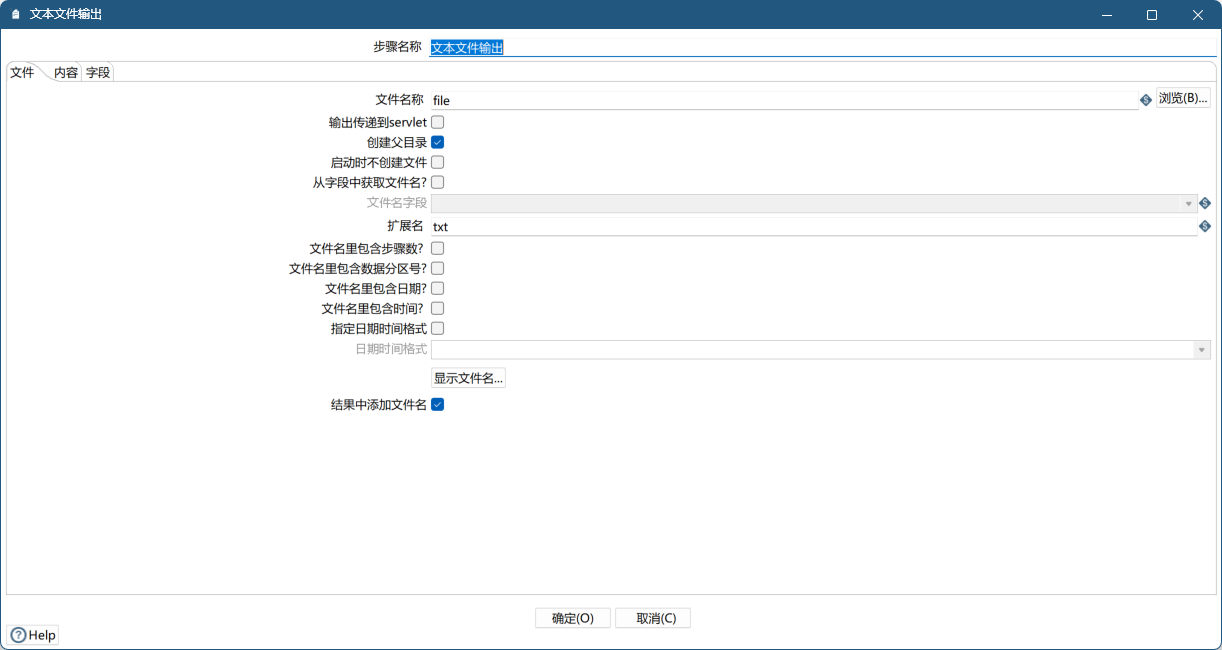 文本文件输出
步骤名称 文本文件输出
文件 内容 字段
文件名称 file 浏览(B)...
输出传递到servlet
创建父目录
启动时不创建文件
从字段中获取文件名?
文件名字段
扩展名 txt
文件名里包含步骤数?
文件名里包含数据分区号?
文件名里包含日期?
文件名里包含时间?
指定日期时间格式
日期时间格式
显示文件名...
结果中添加文件名
确定(O) 取消(C)
Help